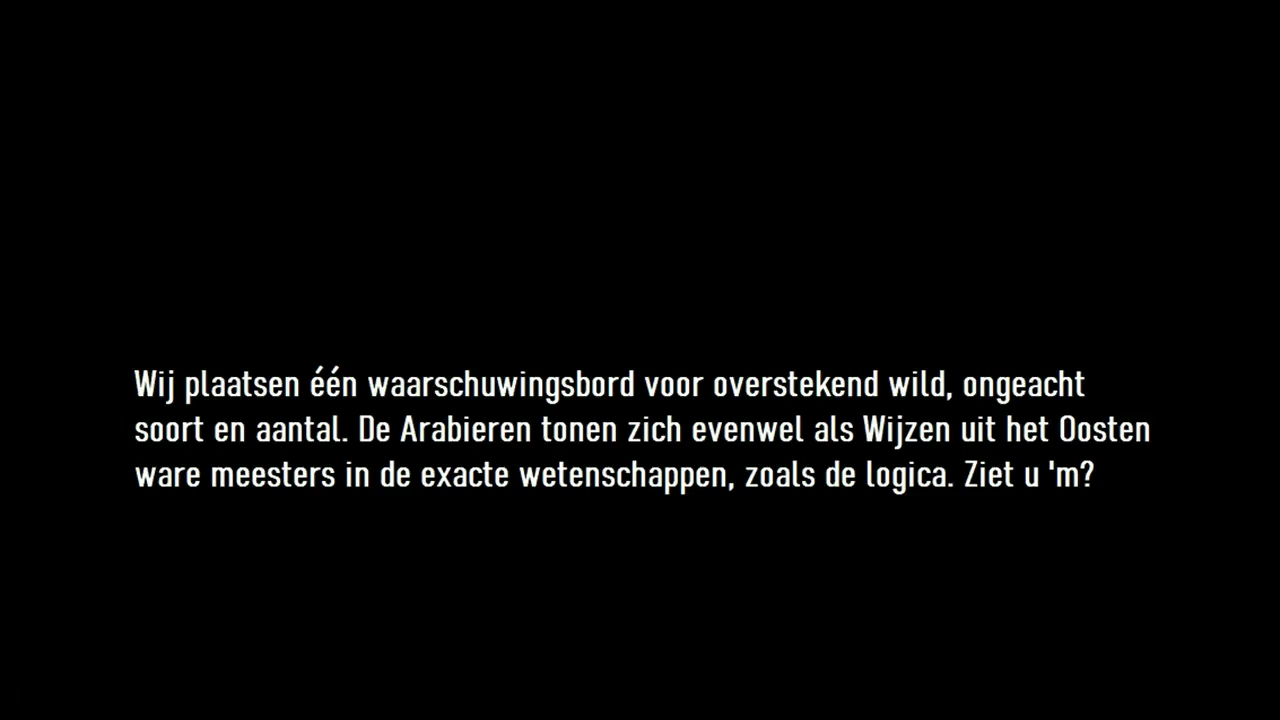 Wij plaatsen één waarschuwingsbord voor overstekend wild, ongeacht
soort en aantal. De Arabieren tonen zich evenwel als Wijzen uit het Oosten
ware meesters in de exacte wetenschappen, zoals de logica. Ziet u 'm?